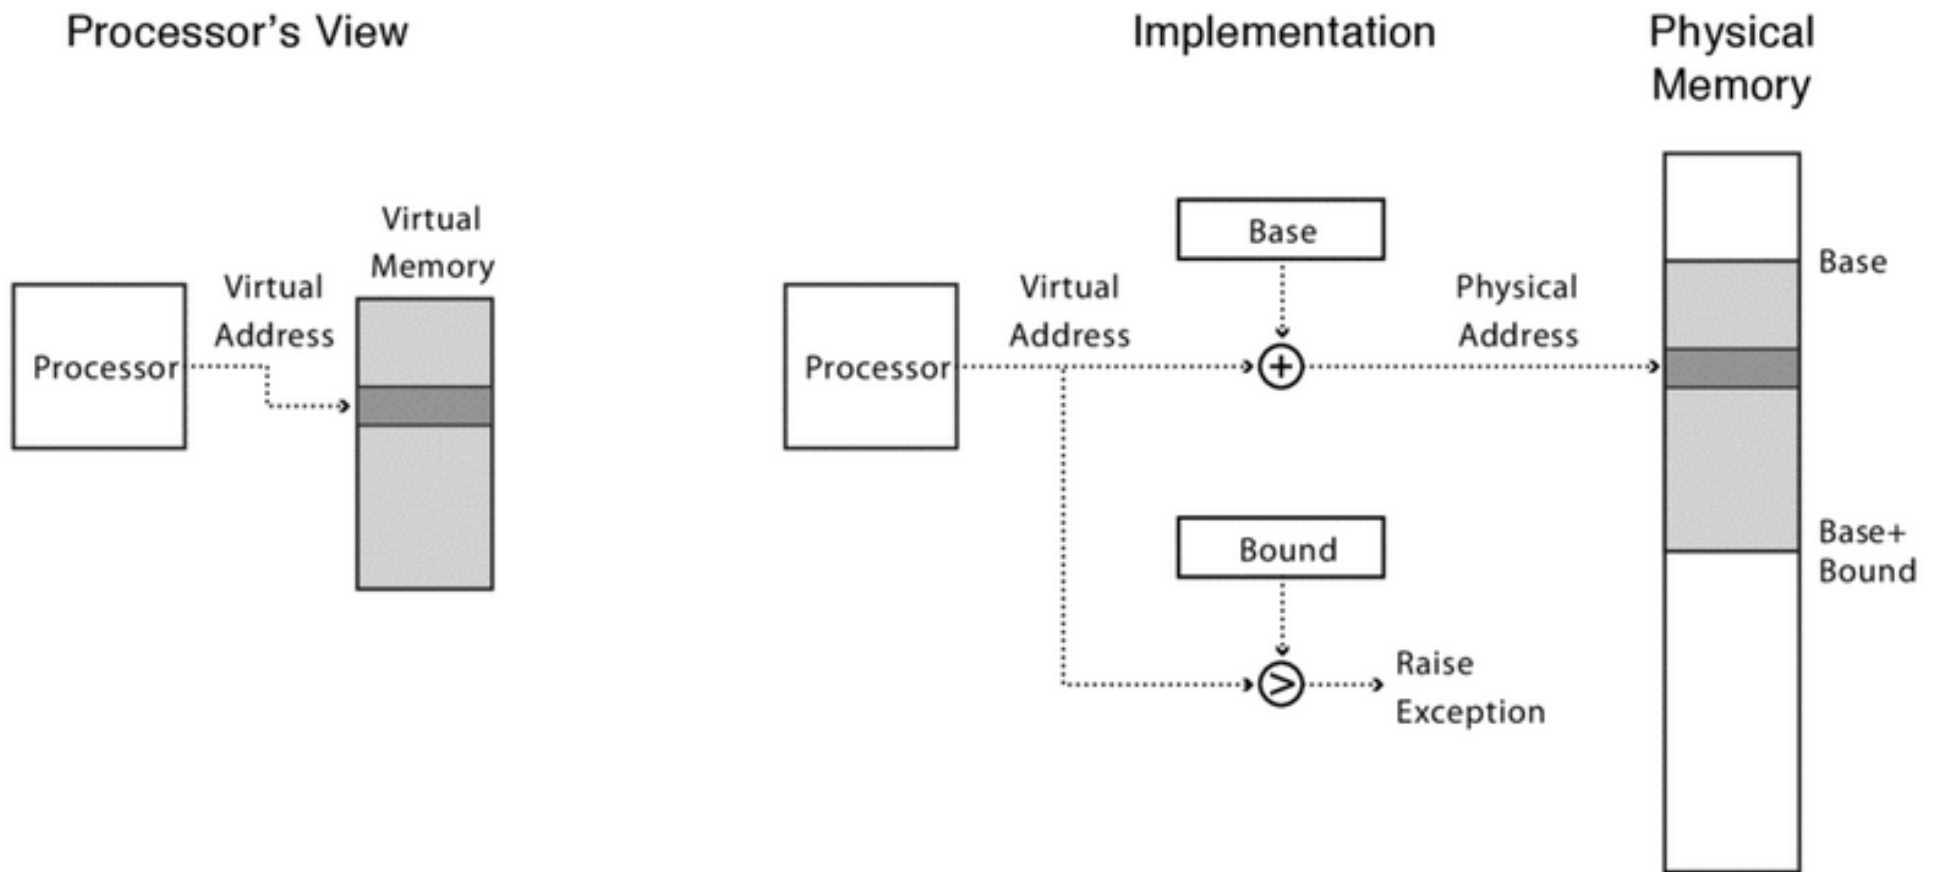 Processor's View
Virtual
Memory
Virtual
Address
Processor
Implementation
Base
Virtual
Address
Physical
Address
Processor
+
Bound
>
Raise
Exception
Physical
Memory
Base
Base+
Bound